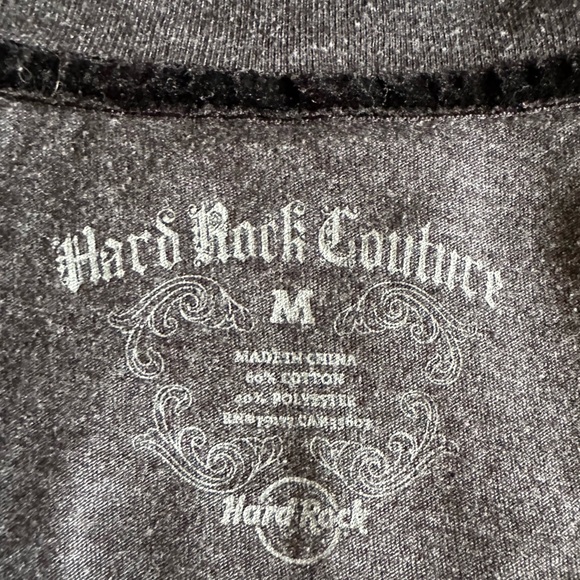 Hard Rock Couture
M
MADE IN CHINA
60% COTTON
40% POLYESTER
Hard Rock